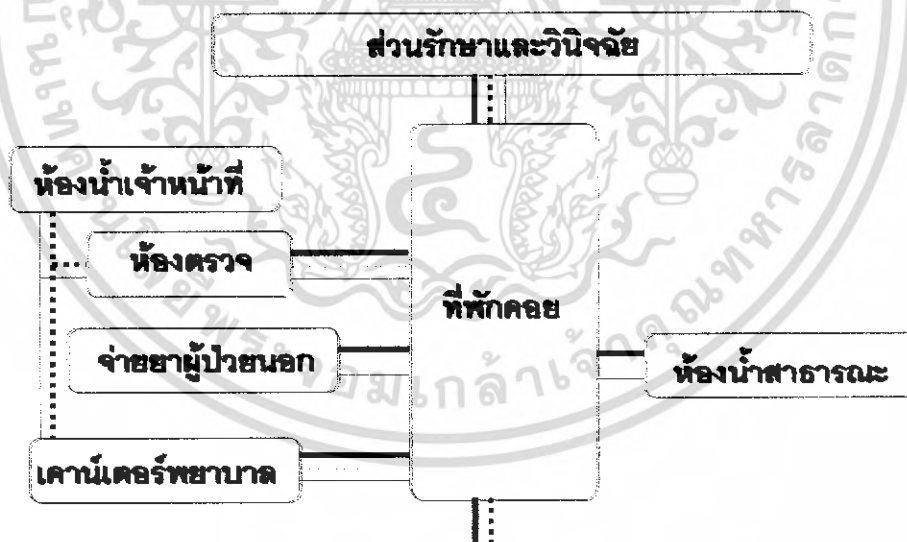 ส่วนรักษาและวินิจฉัย
ห้องน้ำเจ้าหน้าที่
ห้องตรวจ
ที่พักคอย
จ่ายยาผู้ป่วยนอก
ห้องน้ำสาธารณะ
เคาน์เตอร์พยาบาล